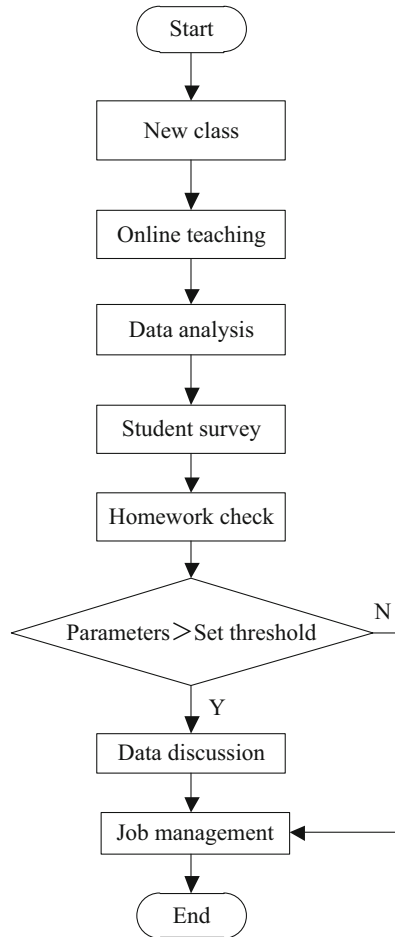 Start
New class
Online teaching
Data analysis
Student survey
Homework check
Parameters＞Set threshold
N
Y
Data discussion
Job management
End